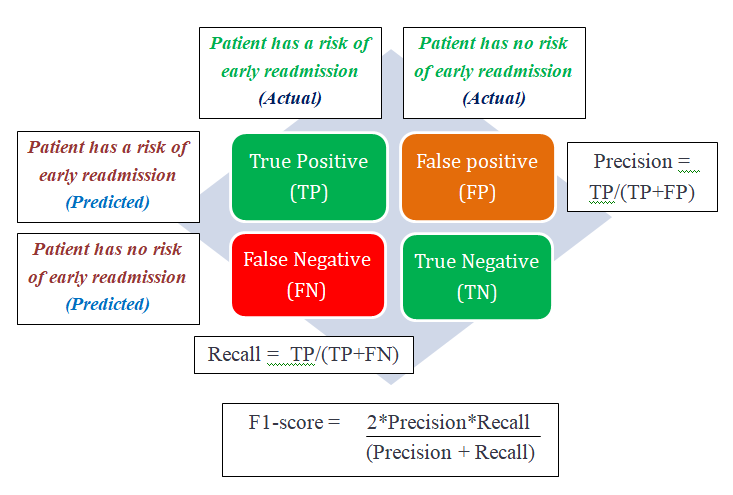 Patient has a risk of
early readmission
(Actual)
Patient has no risk
of early readmission
(Actual)
Patient has a risk of
early readmission
(Predicted)
True Positive
(TP)
False positive
(FP)
Precision =
TP/(TP+FP)
Patient has no risk
of early readmission
(Predicted)
False Negative
(FN)
True Negative
(TN)
Recall = TP/(TP+FN)
F1-score = 2*Precision*Recall
(Precision + Recall)